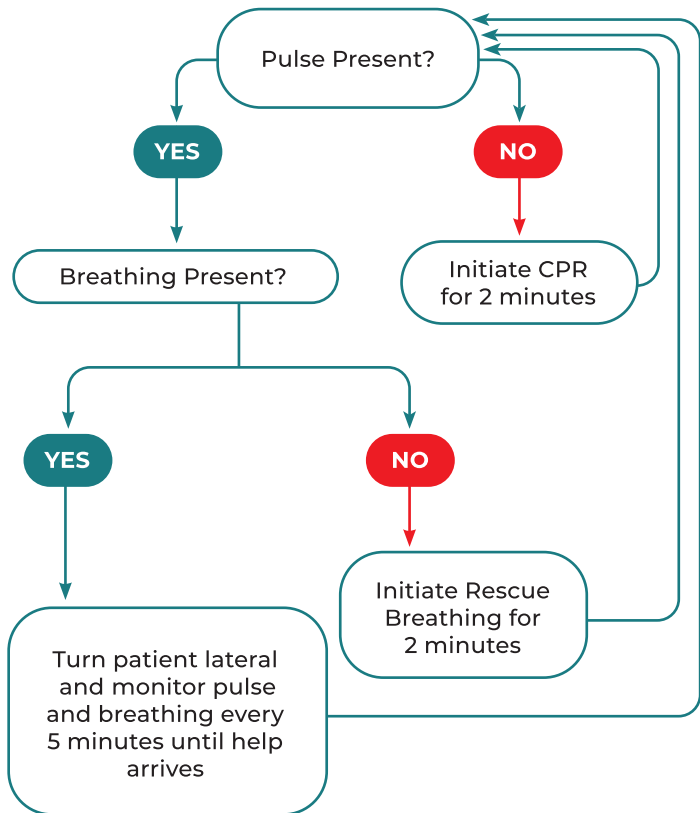 Pulse Present?
YES
NO
Breathing Present?
Initiate CPR
for 2 minutes
YES
NO
Initiate Rescue
Breathing for
2 minutes
Turn patient lateral
and monitor pulse
and breathing every
5 minutes until help
arrives